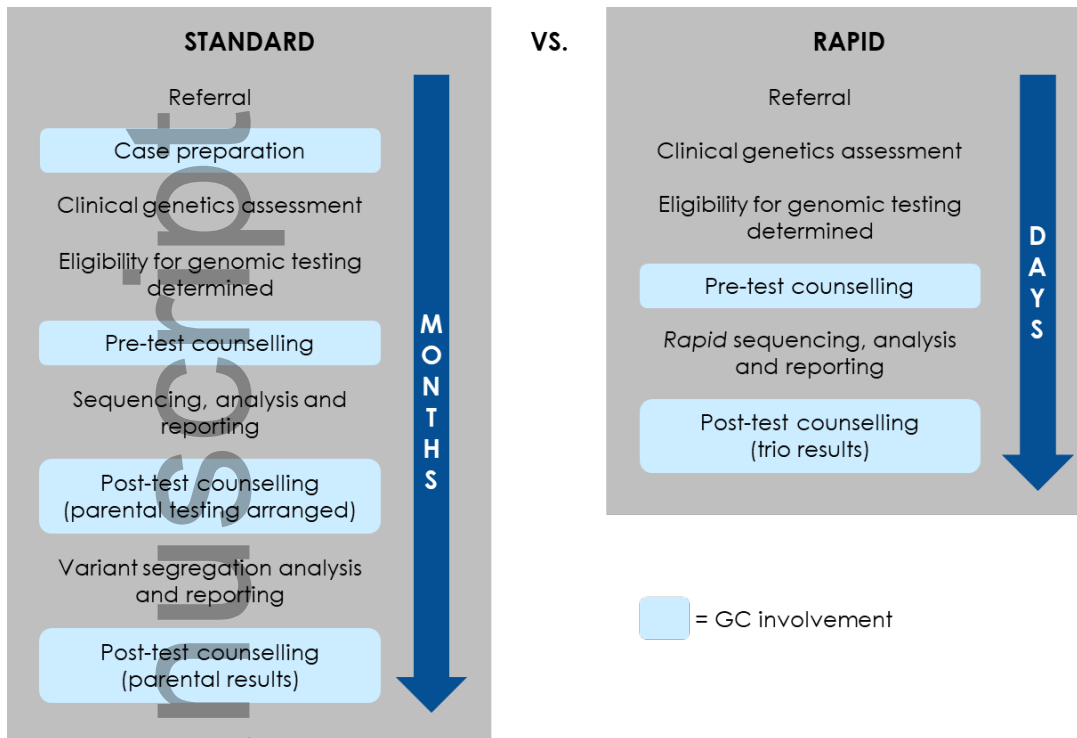 STANDARD
Referral
Case preparation
Clinical genetics assessment
Eligibility for genomic testing
determined
Pre-test counselling
Sequencing, analysis and
reporting
Post-test counselling
(parental testing arranged)
Variant segregation analysis
and reporting
Post-test counselling
(parental results)
MONTHS
VS.
RAPID
Referral
Clinical genetics assessment
Eligibility for genomic testing
determined
Pre-test counselling
Rapid sequencing, analysis
and reporting
Post-test counselling
(trio results)
DAYS
= GC involvement
nuscript